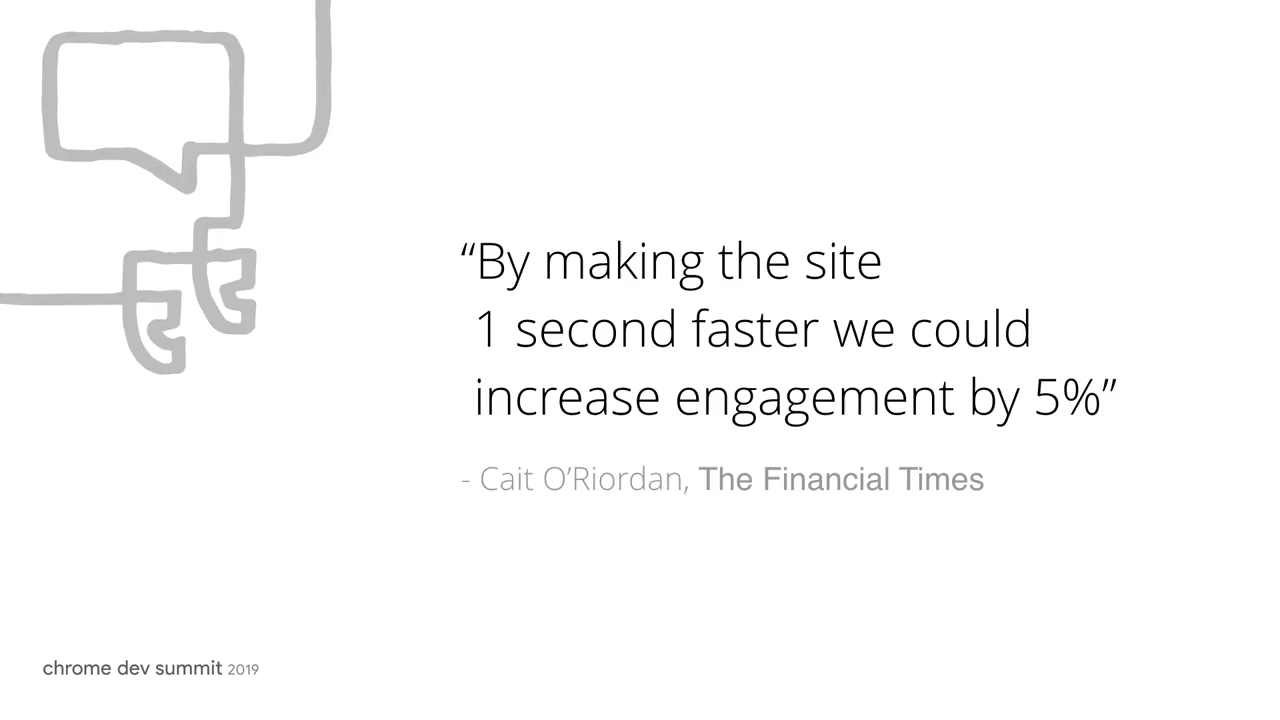 “By making the site
1 second faster we could
increase engagement by 5%”
- Cait O’Riordan, The Financial Times
chrome dev summit 2019